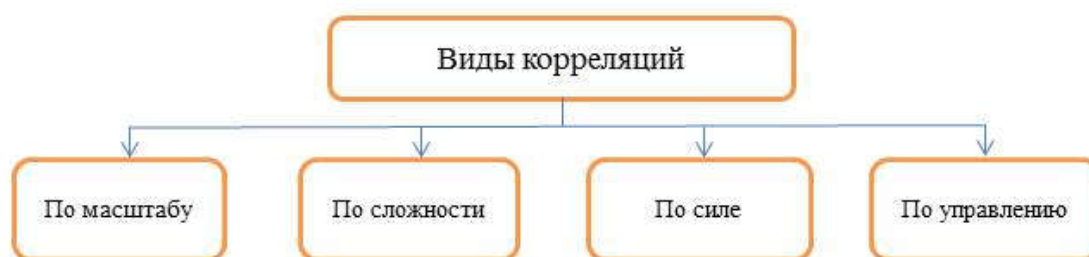 Виды корреляций
По масштабу
По сложности
По силе
По управлению